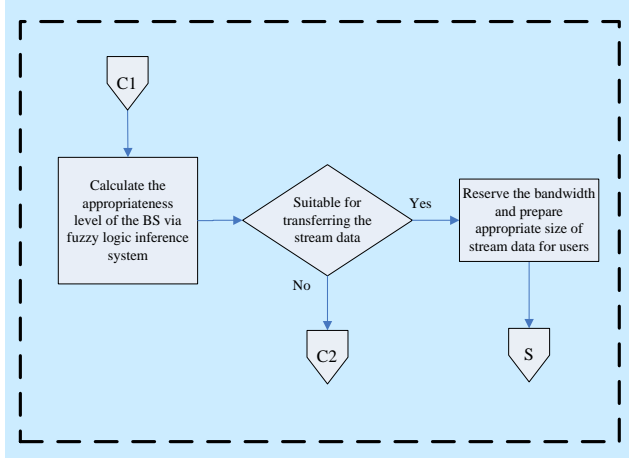 C1
Calculate the
appropriateness
level of the BS via
fuzzy logic inference
system
Suitable for
transferring the
stream data
Yes
Reserve the bandwidth
and prepare
appropriate size of
stream data for users
No
C2
S